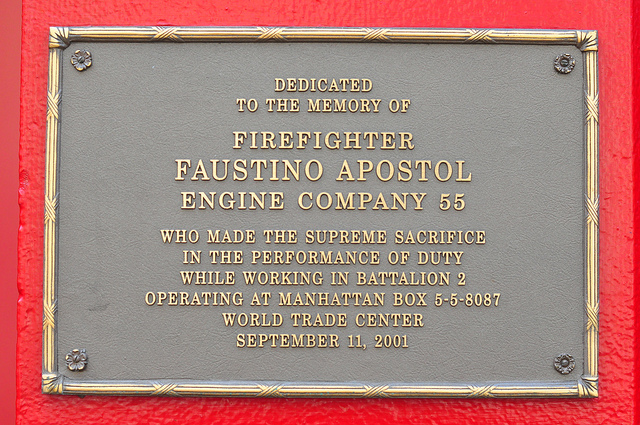 DEDICATED
TO THE MEMORY OF
FIREFIGHTER
FAUSTINO APOSTOL
ENGINE COMPANY 55
WHO MADE THE SUPREME SACRIFICE
IN THE PERFORMANCE OF DUTY
WHILE WORKING IN BATTALION 2
OPERATING AT MANHATTAN BOX 5-5-8087
WORLD TRADE CENTER
SEPTEMBER 11, 2001